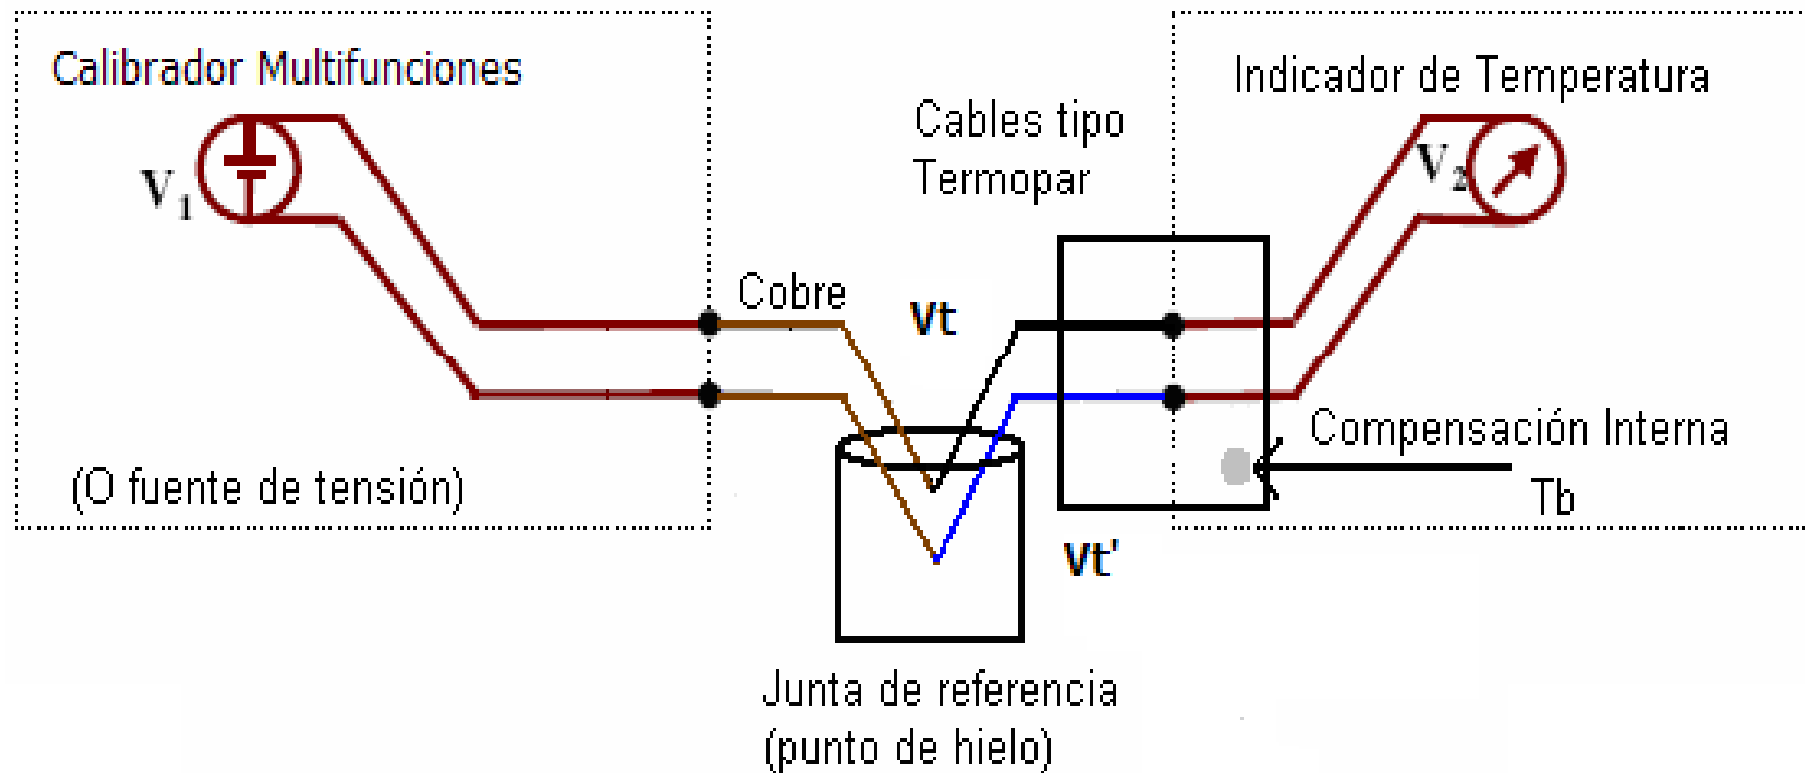 Calibrador Multifunciones
V1
(O fuente de tensión)
Cobre
Vt
Cables tipo
Termopar
Indicador de Temperatura
V2
Compensación Interna
Tb
Vt'
Junta de referencia
(punto de hielo)